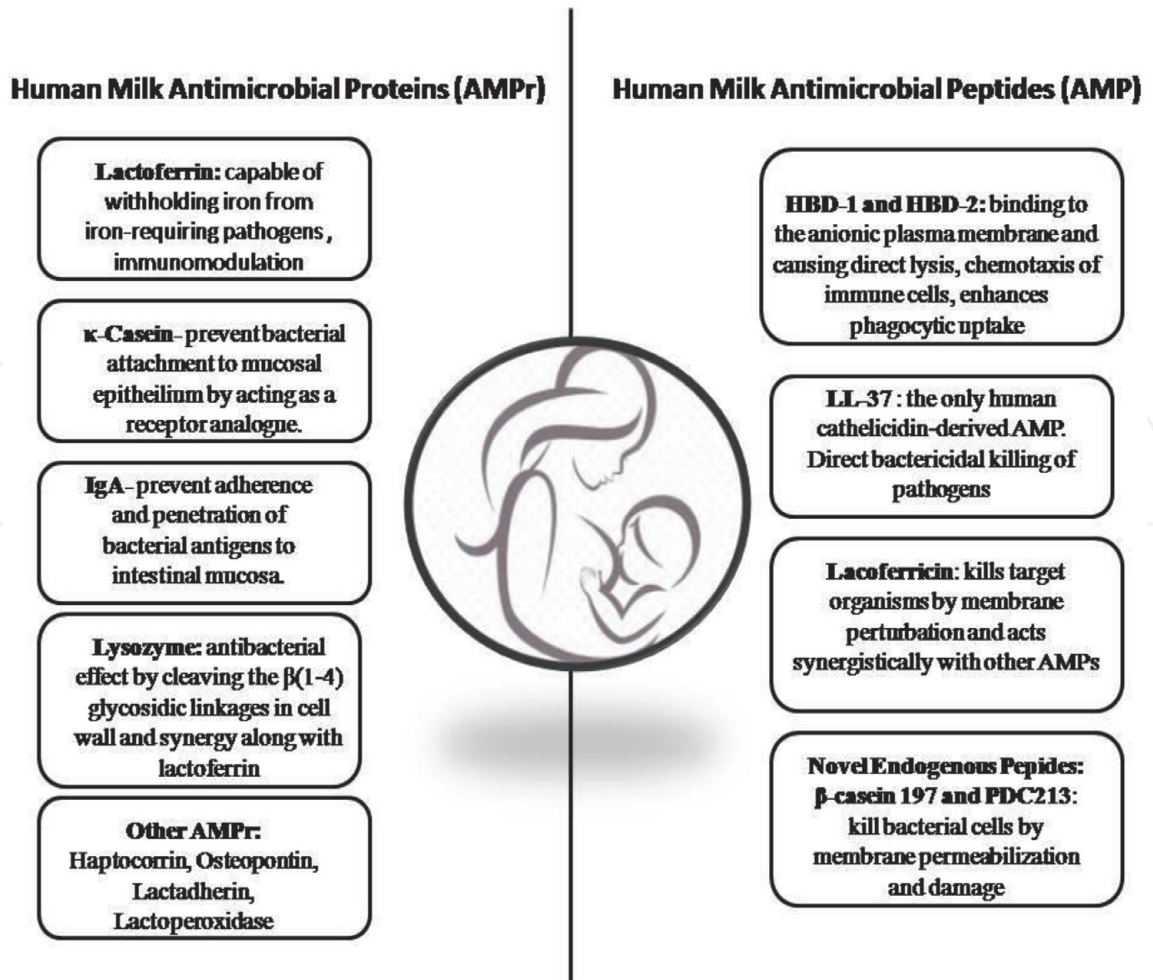 Human Milk Antimicrobial Proteins (AMPr)
Lactoferrin: capable of
withholding iron from
iron-requiring pathogens ,
immunomodulation
κ-Casein- prevent bacterial
attachment to mucosal
epitheilium by acting as a
receptor analogue.
IgA- prevent adherence
and penetration of
bacterial antigens to
intestinal mucosa.
Lysozyme: antibacterial
effect by cleaving the β(1-4)
glycosidic linkages in cell
wall and synergy along with
lactoferrin
Other AMPr:
Haptocorrin, Osteopontin,
Lactadherin,
Lactoperoxidase
Human Milk Antimicrobial Peptides (AMP)
HBD-1 and HBD-2: binding to
the anionic plasma membrane and
causing direct lysis, chemotaxis of
immune cells, enhances
phagocytic uptake
LL-37 : the only human
cathelicidin-derived AMP.
Direct bactericidal killing of
pathogens
Lacoferricin: kills target
organisms by membrane
perturbation and acts
synergistically with other AMPs
Novel Endogenous Pepides:
β-casein 197 and PDC213:
kill bacterial cells by
membrane permeabilization
and damage